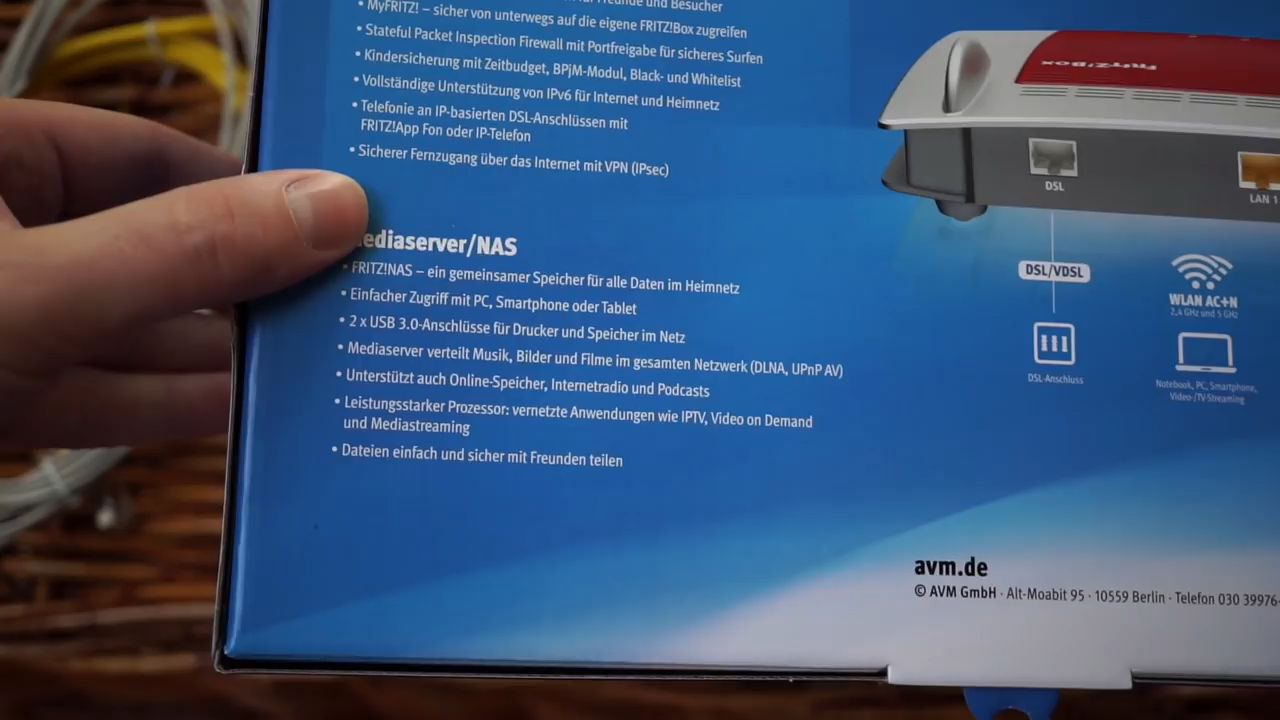 und Besucher
• MyFRITZ! – sicher von unterwegs auf die eigene FRITZ!Box zugreifen
• Stateful Packet Inspection Firewall mit Portfreigabe für sicheres Surfen
• Kindersicherung mit Zeitbudget, BPjM-Modul, Black- und Whitelist
• Vollständige Unterstützung von IPv6 für Internet und Heimnetz
• Telefonie an IP-basierten DSL-Anschlüssen mit
FRITZ!App Fon oder IP-Telefon
• Sicherer Fernzugang über das Internet mit VPN (IPsec)
ediaserver/NAS
• FRITZ!NAS – ein gemeinsamer Speicher für alle Daten im Heimnetz
• Einfacher Zugriff mit PC, Smartphone oder Tablet
• 2 x USB 3.0-Anschlüsse für Drucker und Speicher im Netz
• Mediaserver verteilt Musik, Bilder und Filme im gesamten Netzwerk (DLNA, UPnP AV)
• Unterstützt auch Online-Speicher, Internetradio und Podcasts
• Leistungsstarker Prozessor: vernetzte Anwendungen wie IPTV, Video on Demand
und Mediastreaming
• Dateien einfach und sicher mit Freunden teilen
FRITZ!Box
DSL
LAN 1
DSL/VDSL
DSL-Anschluss
WLAN AC+N
2,4 GHz und 5 GHz
Notebook, PC, Smartphone,
Video-/TV-Streaming
avm.de
© AVM GmbH · Alt-Moabit 95 · 10559 Berlin · Telefon 030 39976-